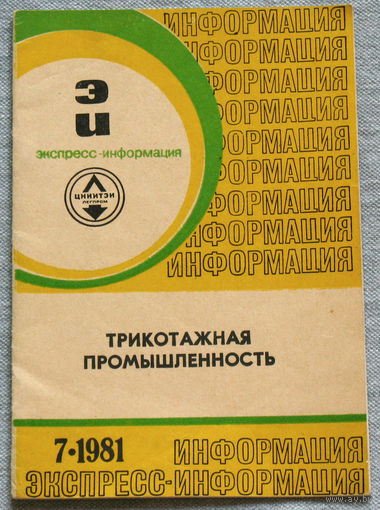 ИНФОРМАЦИЯ
ИНФОРМАЦИЯ
ИНФОРМАЦИЯ
ИНФОРМАЦИЯ
ИНФОРМАЦИЯ
ИНФОРМАЦИЯ
ИНФОРМАЦИЯ
ИНФОРМАЦИЯ
ИНФОРМАЦИЯ
э
и
экспресс-информация
ЦНИИТЭИ
ЛЕГПРОМ
ТРИКОТАЖНАЯ
ПРОМЫШЛЕННОСТЬ
7·1981 ИНФОРМАЦИЯ
ЭКСПРЕСС-ИНФОРМАЦИЯ